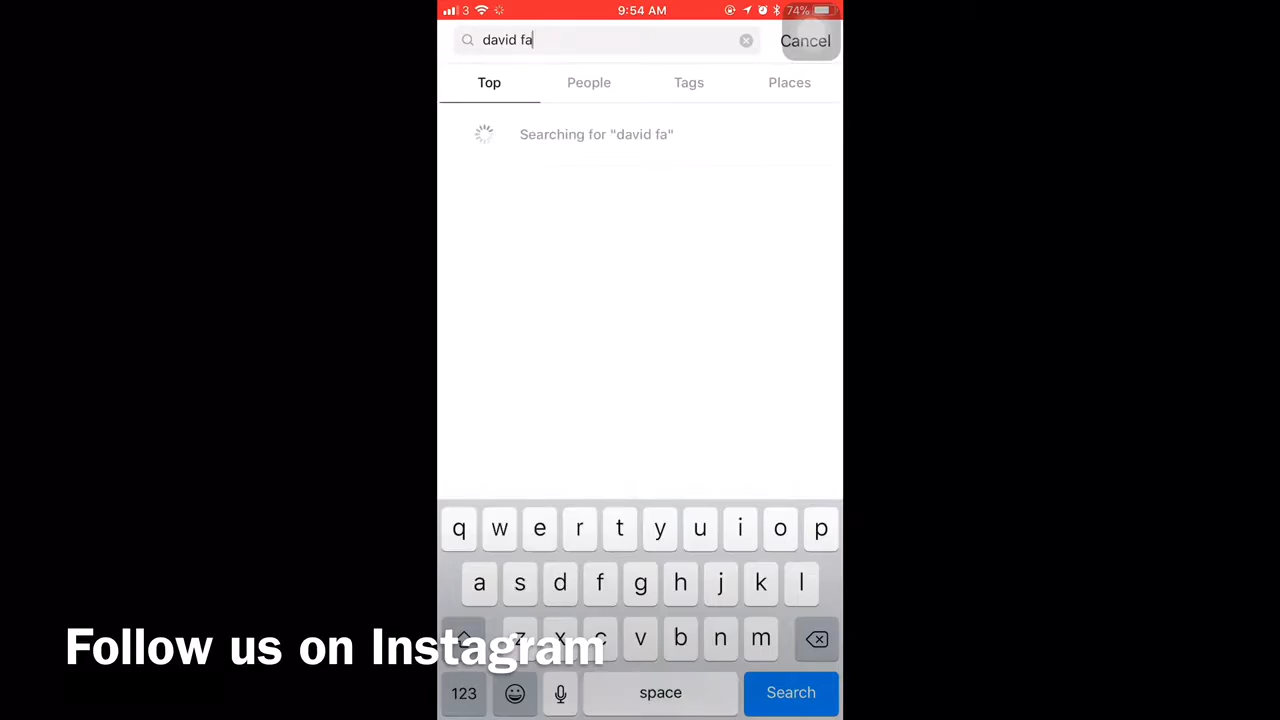 3 9:54 AM 74%
david fa Cancel
Top People Tags Places
Searching for "david fa"
q w e r t y u i o p
a s d f g h j k l
z x c v b n m
Follow us on Instagram
123 space Search